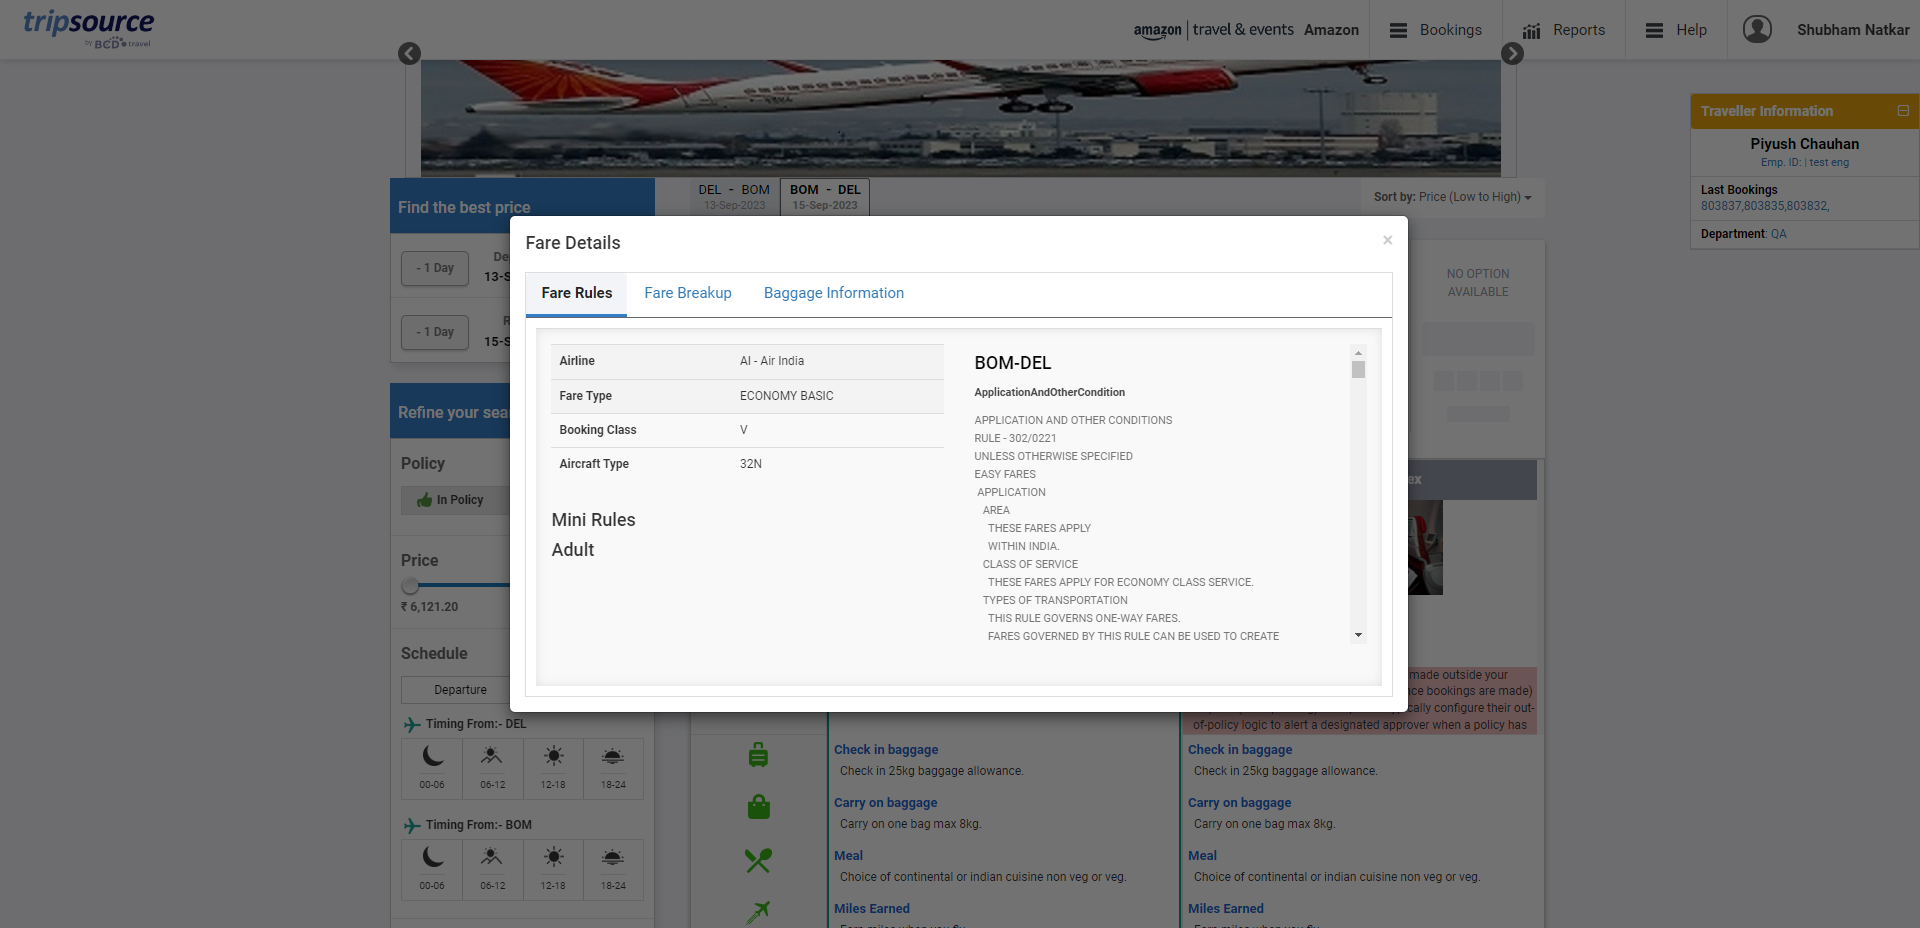 tripsource
by BCD travel
amazon | travel & events Amazon
Bookings
Reports
Help
Shubham Natkar
Traveller Information
Piyush Chauhan
Emp. ID: | test eng
Last Bookings
803837,803835,803832,
Department: QA
Find the best price
DEL - BOM
13-Sep-2023
BOM - DEL
15-Sep-2023
Sort by: Price (Low to High)
- 1 Day
De
13-S
- 1 Day
R
15-S
NO OPTION
AVAILABLE
Refine your sea
Policy
In Policy
Price
₹ 6,121.20
Schedule
Departure
Timing From:- DEL
00-06
06-12
12-18
18-24
Timing From:- BOM
00-06
06-12
12-18
18-24
Fare Details
×
Fare Rules
Fare Breakup
Baggage Information
Airline AI - Air India
Fare Type ECONOMY BASIC
Booking Class V
Aircraft Type 32N
Mini Rules
Adult
BOM-DEL
ApplicationAndOtherCondition
APPLICATION AND OTHER CONDITIONS
RULE - 302/0221
UNLESS OTHERWISE SPECIFIED
EASY FARES
APPLICATION
AREA
THESE FARES APPLY
WITHIN INDIA.
CLASS OF SERVICE
THESE FARES APPLY FOR ECONOMY CLASS SERVICE.
TYPES OF TRANSPORTATION
THIS RULE GOVERNS ONE-WAY FARES.
FARES GOVERNED BY THIS RULE CAN BE USED TO CREATE
ex
made outside your
nce bookings are made)
cally configure their out-
of-policy logic to alert a designated approver when a policy has
Check in baggage
Check in 25kg baggage allowance.
Carry on baggage
Carry on one bag max 8kg.
Meal
Choice of continental or indian cuisine non veg or veg.
Miles Earned
Check in baggage
Check in 25kg baggage allowance.
Carry on baggage
Carry on one bag max 8kg.
Meal
Choice of continental or indian cuisine non veg or veg.
Miles Earned